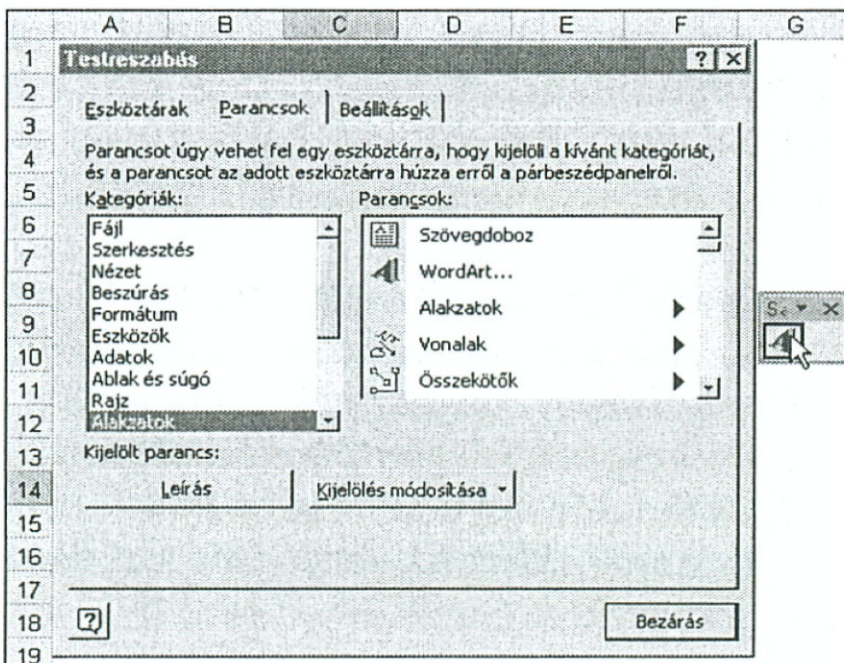 A B C D E F G
1 Testreszabás ? ×
2
Eszköztárak Parancsok Beállítások
3
4 Parancsot úgy vehet fel egy eszköztárra, hogy kijelöli a kívánt kategóriát,
5 és a parancsot az adott eszköztárra húzza erről a párbeszédpanelről.
Kategóriák: Parancsok:
6 Fájl Szövegdoboz
Szerkesztés
7 Nézet WordArt...
8 Beszúrás
Formátum Alakzatok
9 Eszközök Vonalak
10 Adatok
11 Ablak és súgó Összekötők
Rajz
12 Alakzatok
13 Kijelölt parancs:
14 Leírás Kijelölés módosítása
15
16
17
18 Bezárás
19